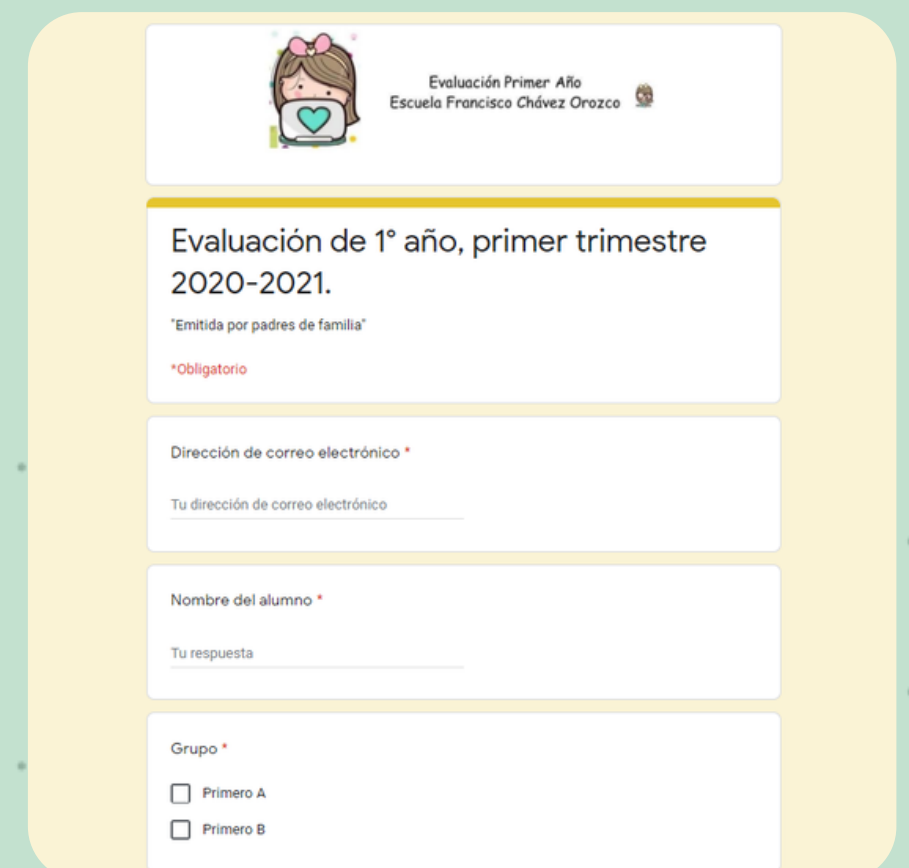 Evaluación Primer Año
Escuela Francisco Chávez Orozco
Evaluación de 1° año, primer trimestre
2020-2021.
"Emitida por padres de familia"
*Obligatorio
Dirección de correo electrónico *
Tu dirección de correo electrónico
Nombre del alumno *
Tu respuesta
Grupo *
Primero A
Primero B